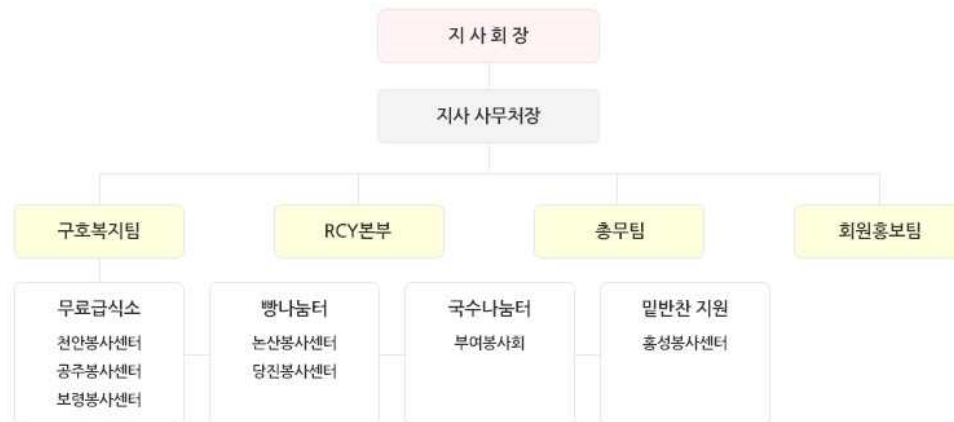 지 사 회 장
지사 사무처장
구호복지팀
RCY본부
총무팀
회원홍보팀
무료급식소
천안봉사센터
공주봉사센터
보령봉사센터
빵나눔터
논산봉사센터
당진봉사센터
국수나눔터
부여봉사회
밑반찬 지원
홍성봉사센터